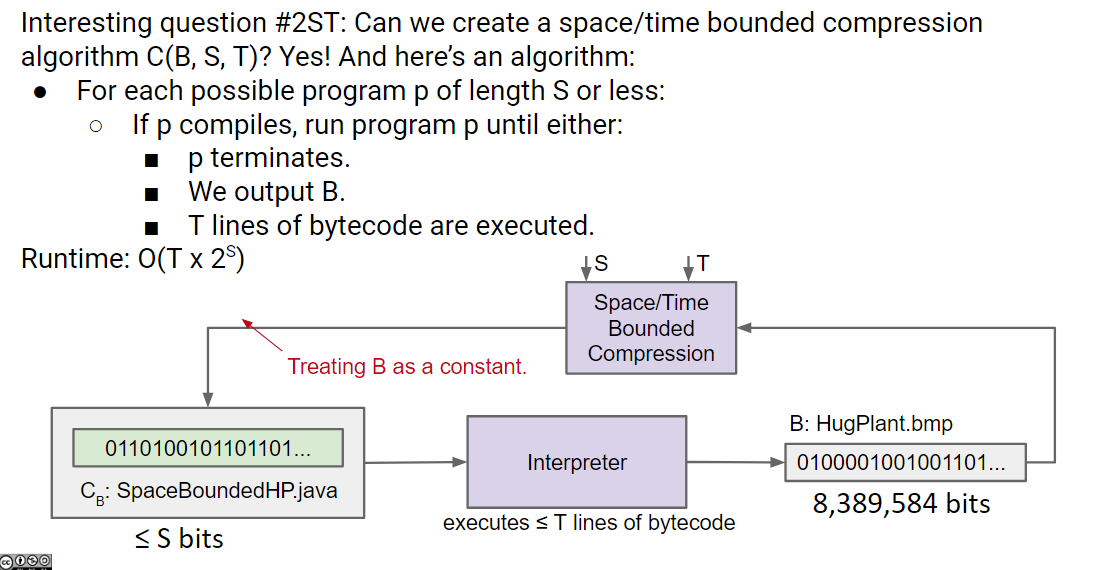 Interesting question #2ST: Can we create a space/time bounded compression
algorithm C(B, S, T)? Yes! And here’s an algorithm:
● For each possible program p of length S or less:
○ If p compiles, run program p until either:
■ p terminates.
■ We output B.
■ T lines of bytecode are executed.
Runtime: O(T x 2^S)
S
T
Space/Time
Bounded
Compression
Treating B as a constant.
0110100101101101...
C_B: SpaceBoundedHP.java
≤ S bits
Interpreter
executes ≤ T lines of bytecode
B: HugPlant.bmp
0100001001001101...
8,389,584 bits